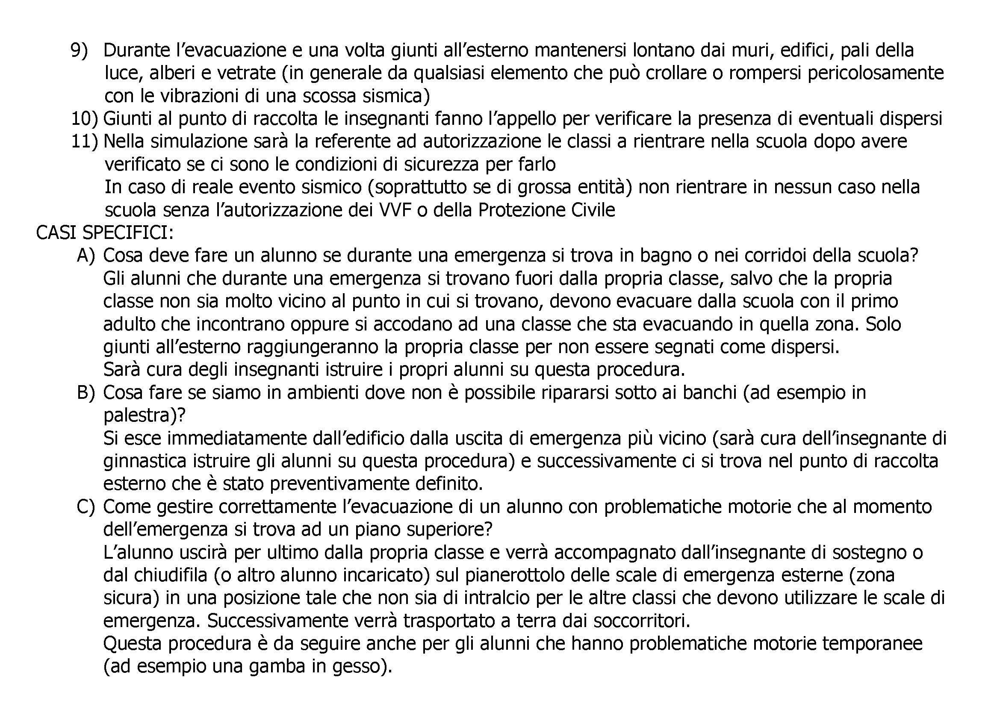 9) Durante l’evacuazione e una volta giunti all’esterno mantenersi lontano dai muri, edifici, pali della
luce, alberi e vetrate (in generale da qualsiasi elemento che può crollare o rompersi pericolosamente
con le vibrazioni di una scossa sismica)
10) Giunti al punto di raccolta le insegnanti fanno l’appello per verificare la presenza di eventuali dispersi
11) Nella simulazione sarà la referente ad autorizzazione le classi a rientrare nella scuola dopo avere
verificato se ci sono le condizioni di sicurezza per farlo
In caso di reale evento sismico (soprattutto se di grossa entità) non rientrare in nessun caso nella
scuola senza l’autorizzazione dei VVF o della Protezione Civile
CASI SPECIFICI:
A) Cosa deve fare un alunno se durante una emergenza si trova in bagno o nei corridoi della scuola?
Gli alunni che durante una emergenza si trovano fuori dalla propria classe, salvo che la propria
classe non sia molto vicino al punto in cui si trovano, devono evacuare dalla scuola con il primo
adulto che incontrano oppure si accodano ad una classe che sta evacuando in quella zona. Solo
giunti all’esterno raggiungeranno la propria classe per non essere segnati come dispersi.
Sarà cura degli insegnanti istruire i propri alunni su questa procedura.
B) Cosa fare se siamo in ambienti dove non è possibile ripararsi sotto ai banchi (ad esempio in
palestra)?
Si esce immediatamente dall’edificio dalla uscita di emergenza più vicino (sarà cura dell’insegnante di
ginnastica istruire gli alunni su questa procedura) e successivamente ci si trova nel punto di raccolta
esterno che è stato preventivamente definito.
C) Come gestire correttamente l’evacuazione di un alunno con problematiche motorie che al momento
dell’emergenza si trova ad un piano superiore?
L’alunno uscirà per ultimo dalla propria classe e verrà accompagnato dall’insegnante di sostegno o
dal chiudifila (o altro alunno incaricato) sul pianerottolo delle scale di emergenza esterne (zona
sicura) in una posizione tale che non sia di intralcio per le altre classi che devono utilizzare le scale di
emergenza. Successivamente verrà trasportato a terra dai soccorritori.
Questa procedura è da seguire anche per gli alunni che hanno problematiche motorie temporanee
(ad esempio una gamba in gesso).